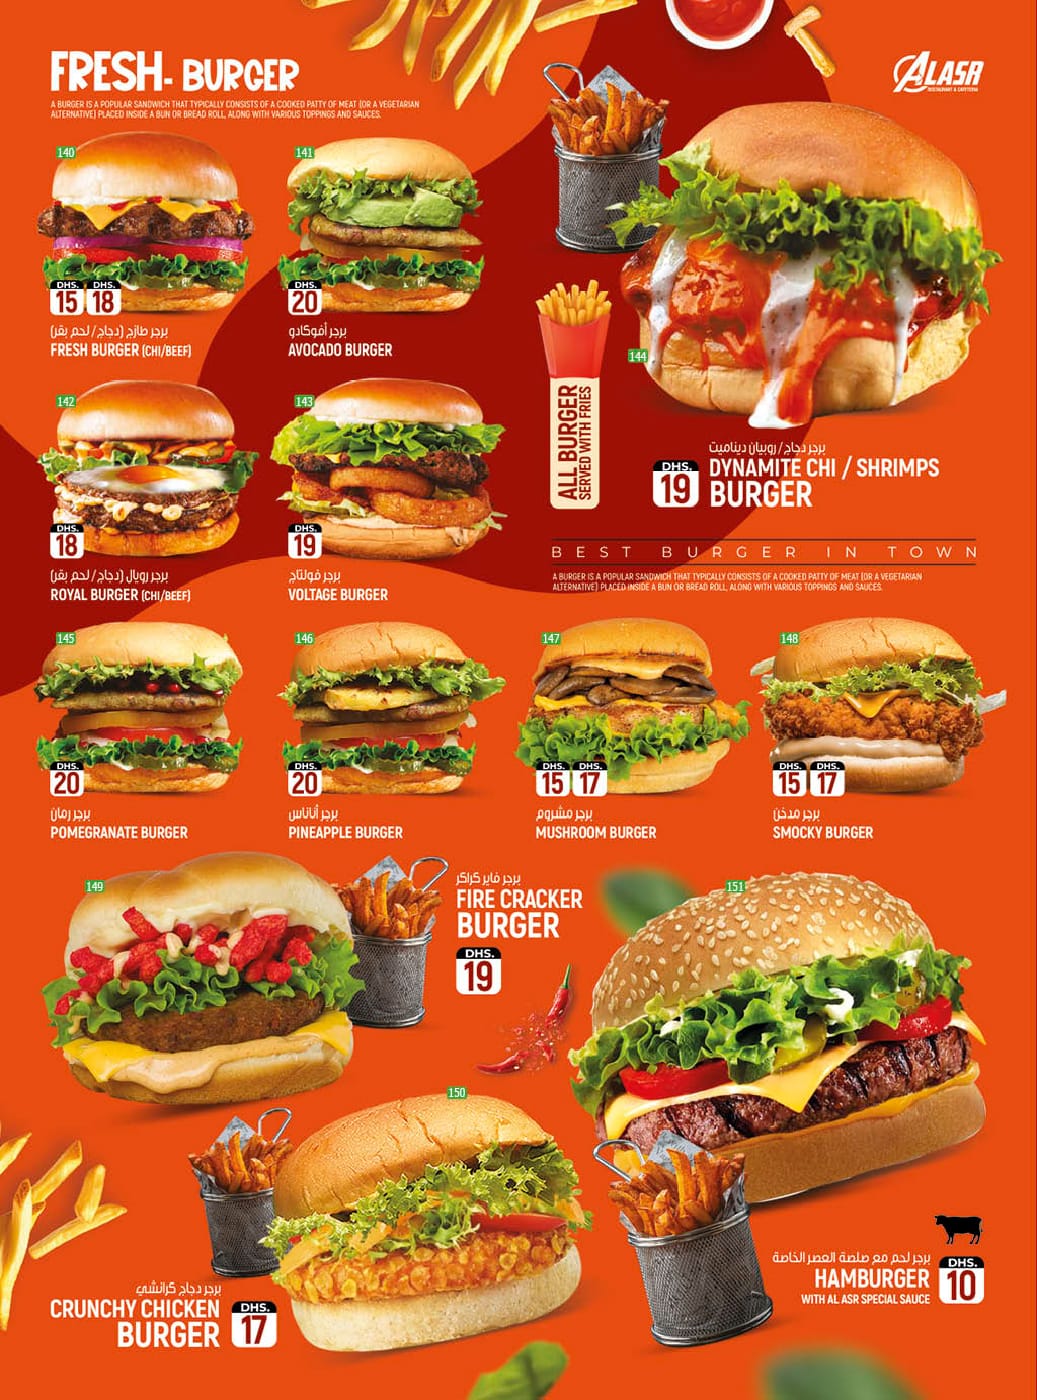 FRESH- BURGER
A BURGER IS A POPULAR SANDWICH THAT TYPICALLY CONSISTS OF A COOKED PATTY OF MEAT (OR A VEGETARIAN
ALTERNATIVE) PLACED INSIDE A BUN OR BREAD ROLL, ALONG WITH VARIOUS TOPPINGS AND SAUCES.
ALASR
RESTAURANT & CAFETERIA
140
DHS. 15 DHS. 18
برجر طازج (دجاج/لحم بقر)
FRESH BURGER (CHI/BEEF)
141
DHS. 20
برجر أفوكادو
AVOCADO BURGER
142
DHS. 18
برجر رويال (دجاج/لحم بقر)
ROYAL BURGER (CHI/BEEF)
143
DHS. 19
برجر فولتاج
VOLTAGE BURGER
ALL BURGER
SERVED WITH FRIES
144
برجر دجاج/روبيان ديناميت
DHS. 19
DYNAMITE CHI / SHRIMPS
BURGER
BEST BURGER IN TOWN
A BURGER IS A POPULAR SANDWICH THAT TYPICALLY CONSISTS OF A COOKED PATTY OF MEAT (OR A VEGETARIAN
ALTERNATIVE) PLACED INSIDE A BUN OR BREAD ROLL, ALONG WITH VARIOUS TOPPINGS AND SAUCES.
145
DHS. 20
برجر رمان
POMEGRANATE BURGER
146
DHS. 20
برجر أناناس
PINEAPPLE BURGER
147
DHS. 15 DHS. 17
برجر مشروم
MUSHROOM BURGER
148
DHS. 15 DHS. 17
برجر مدخن
SMOCKY BURGER
149
برجر فاير كراكر
FIRE CRACKER
BURGER
DHS. 19
150
برجر دجاج كرانشي
CRUNCHY CHICKEN
BURGER
DHS. 17
151
برجر لحم مع صلصة العصر الخاصة
HAMBURGER
WITH AL ASR SPECIAL SAUCE
DHS. 10